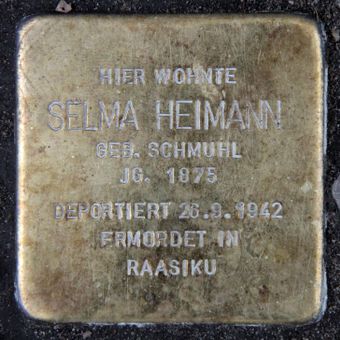 HIER WOHNTE
SELMA HEIMANN
GEB. SCHMUHL
JG. 1875
DEPORTIERT 26.9.1942
ERMORDET IN
RAASIKU